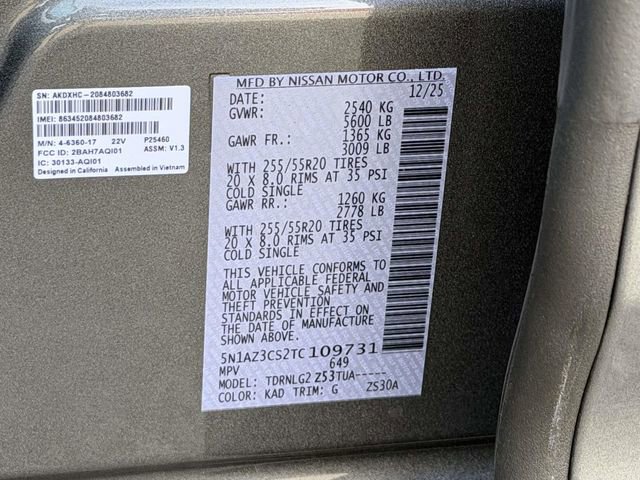 SN: AKDXHC-2084803682
IMEI: 863452084803682
M/N: 4-6360-17 22V P25460
FCC ID: 2BAH7AQI01 ASSM: V1.3
IC: 30133-AQI01
Designed in California Assembled in Vietnam
MFD BY NISSAN MOTOR CO., LTD.
DATE: 12/25
GVWR: 2540 KG
5600 LB
GAWR FR: 1365 KG
3009 LB
WITH 255/55R20 TIRES
20 X 8.0 RIMS AT 35 PSI
COLD SINGLE
GAWR RR.: 1260 KG
2778 LB
WITH 255/55R20 TIRES
20 X 8.0 RIMS AT 35 PSI
COLD SINGLE
THIS VEHICLE CONFORMS TO
ALL APPLICABLE FEDERAL
MOTOR VEHICLE SAFETY AND
THEFT PREVENTION
STANDARDS IN EFFECT ON
THE DATE OF MANUFACTURE
SHOWN ABOVE.
5N1AZ3CS2TC109731
MPV 649
MODEL: TDRNLG2 Z53TUA-----
COLOR: KAD TRIM: G ZS30A